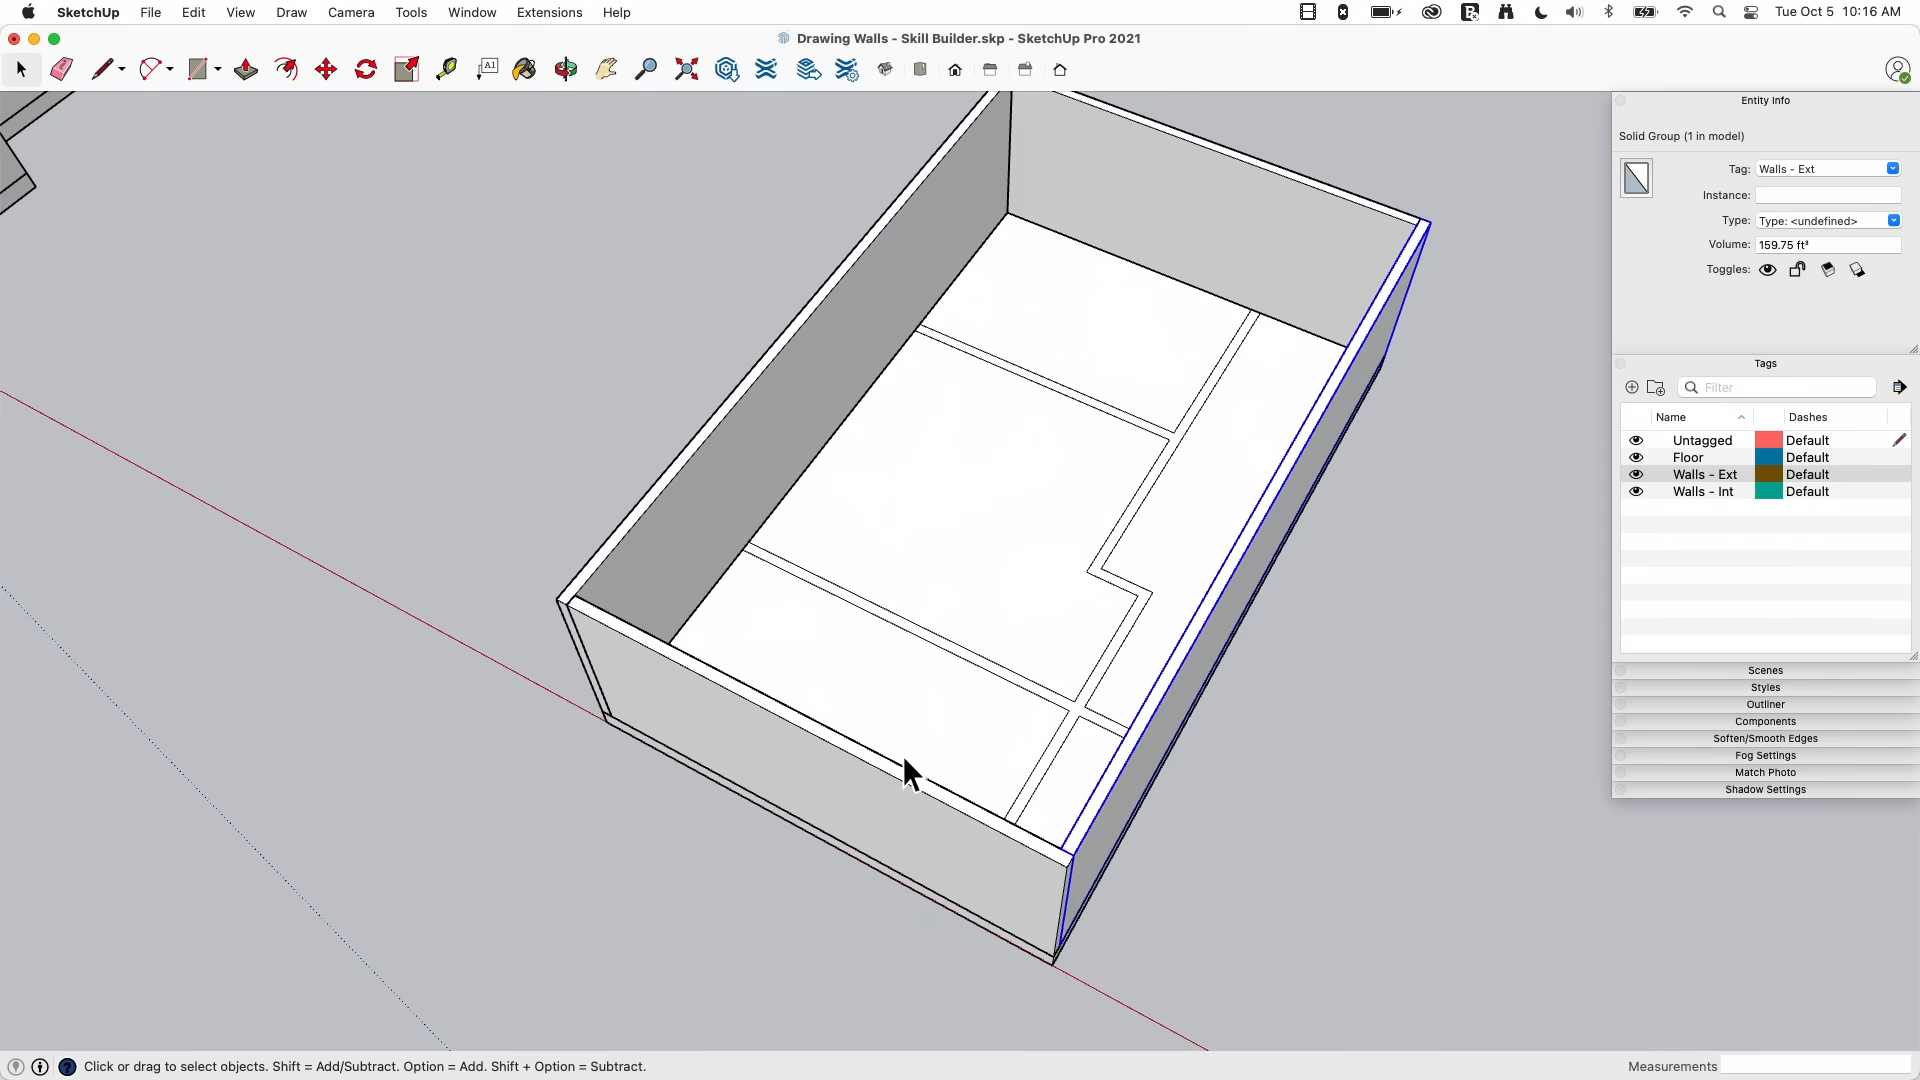 SketchUp File Edit View Draw Camera Tools Window Extensions Help Tue Oct 5 10:16 AM
Drawing Walls - Skill Builder.skp - SketchUp Pro 2021
A1
Entity Info
Solid Group (1 in model)
Tag: Walls - Ext
Instance:
Type: Type: <undefined>
Volume: 159.75 ft³
Toggles:
Tags
Filter
Name Dashes
Untagged Default
Floor Default
Walls - Ext Default
Walls - Int Default
Scenes
Styles
Outliner
Components
Soften/Smooth Edges
Fog Settings
Match Photo
Shadow Settings
Click or drag to select objects. Shift = Add/Subtract. Option = Add. Shift + Option = Subtract. Measurements